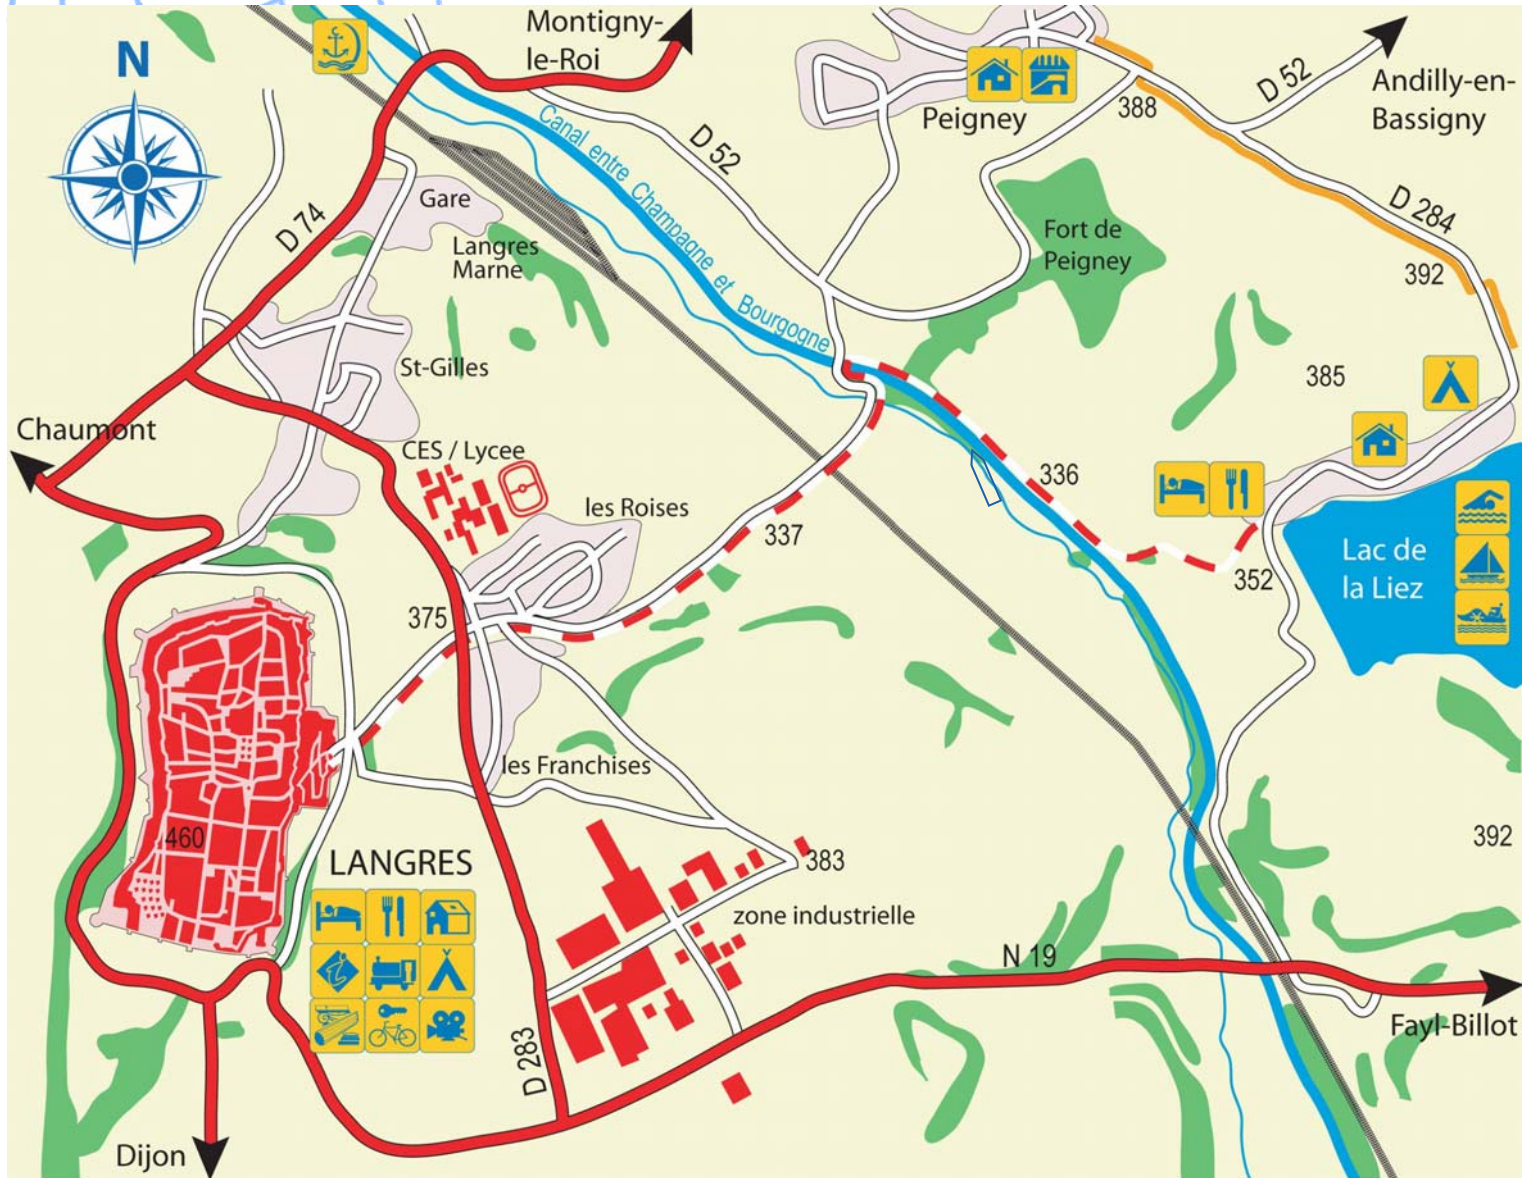 Montigny-
le-Roi
N
D 52
Andilly-en-
Bassigny
Peigney
388
Canal entre Champagne et Bourgogne
D 52
D 284
Gare
D 74
Langres
Marne
Fort de
Peigney
392
St-Gilles
385
Chaumont
CES / Lycee
336
les Roises
337
352
Lac de
la Liez
375
les Franchises
460
LANGRES
383
392
zone industrielle
N 19
Fayl-Billot
D 283
Dijon